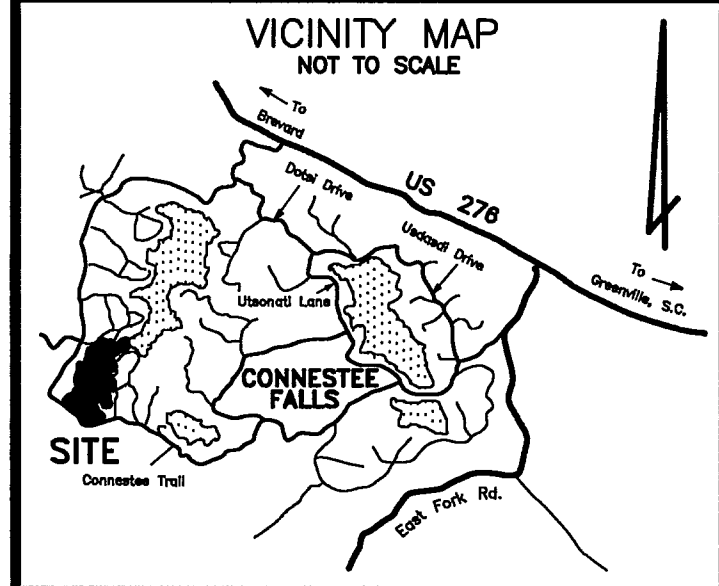 VICINITY MAP
NOT TO SCALE
To
Brevard
Dotsi Drive
US 276
Usdasdi Drive
To
Greenville, S.C.
Utsonati Lane
CONNESTEE
FALLS
SITE
Connestee Trail
East Fork Rd.